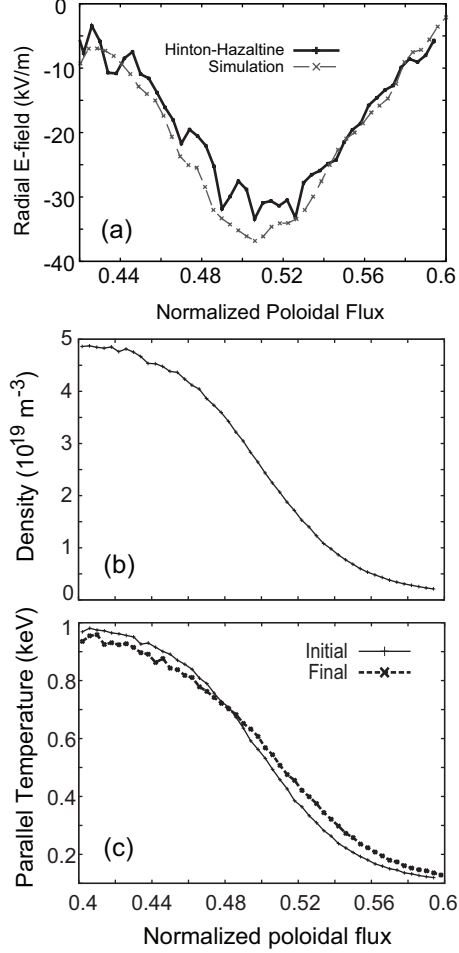 0
Hinton-Hazaltine
Simulation
-10
-20
-30
-40
Radial E-field (kV/m)
(a)
0.44 0.48 0.52 0.56 0.6
Normalized Poloidal Flux
5
4
3
2
1
0
Density (10^19 m^-3)
(b)
1
0.8
0.6
0.4
0.2
Parallel Temperature (keV)
Initial
Final
(c)
0.4 0.44 0.48 0.52 0.56 0.6
Normalized poloidal flux